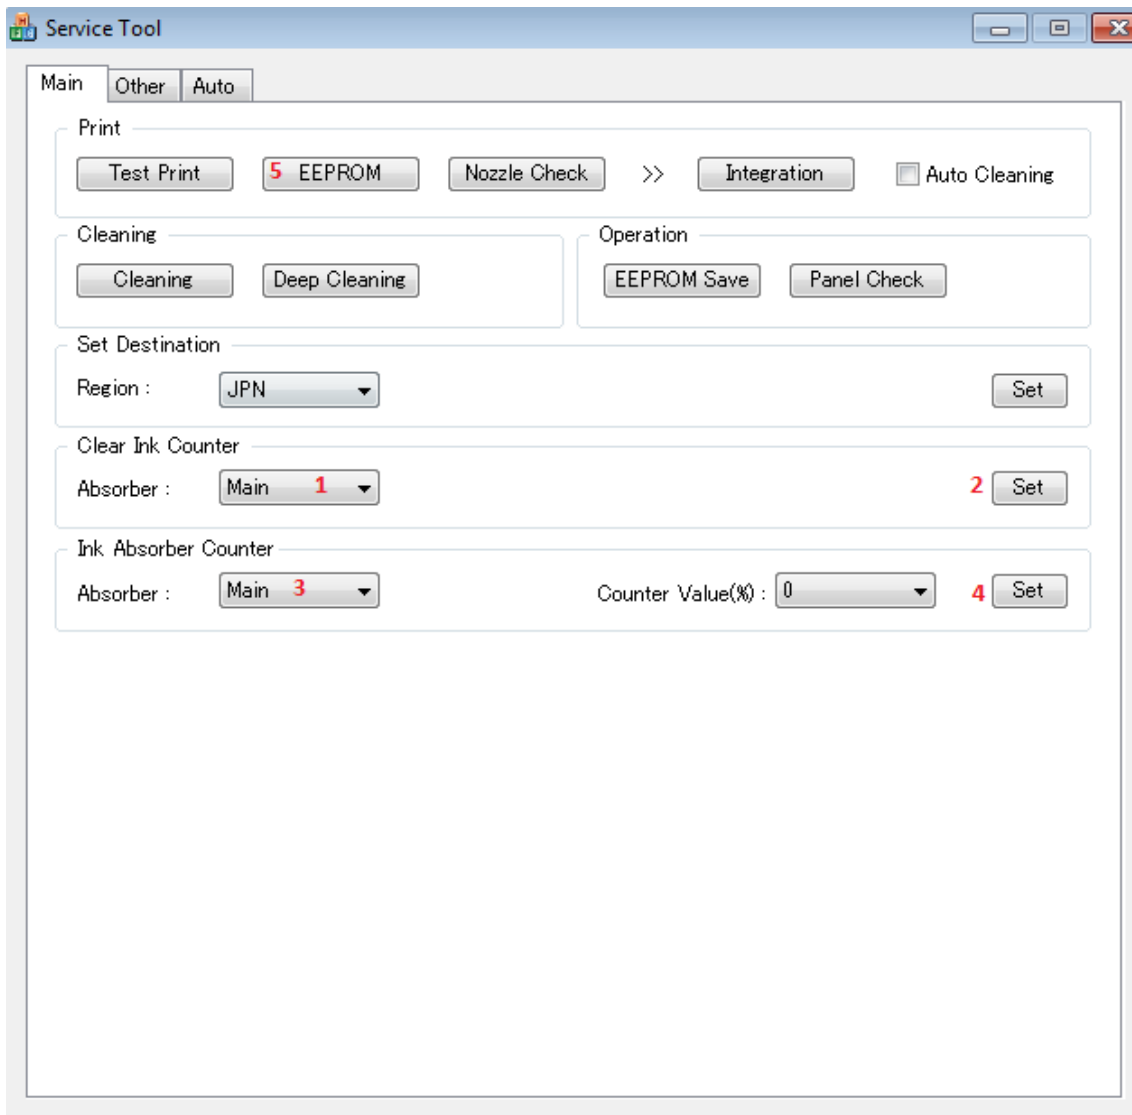 Service Tool
Main Other Auto
Print
Test Print 5 EEPROM Nozzle Check >> Integration Auto Cleaning
Cleaning Operation
Cleaning Deep Cleaning EEPROM Save Panel Check
Set Destination
Region : JPN Set
Clear Ink Counter
Absorber : Main 1 2 Set
Ink Absorber Counter
Absorber : Main 3 Counter Value(%) : 0 4 Set